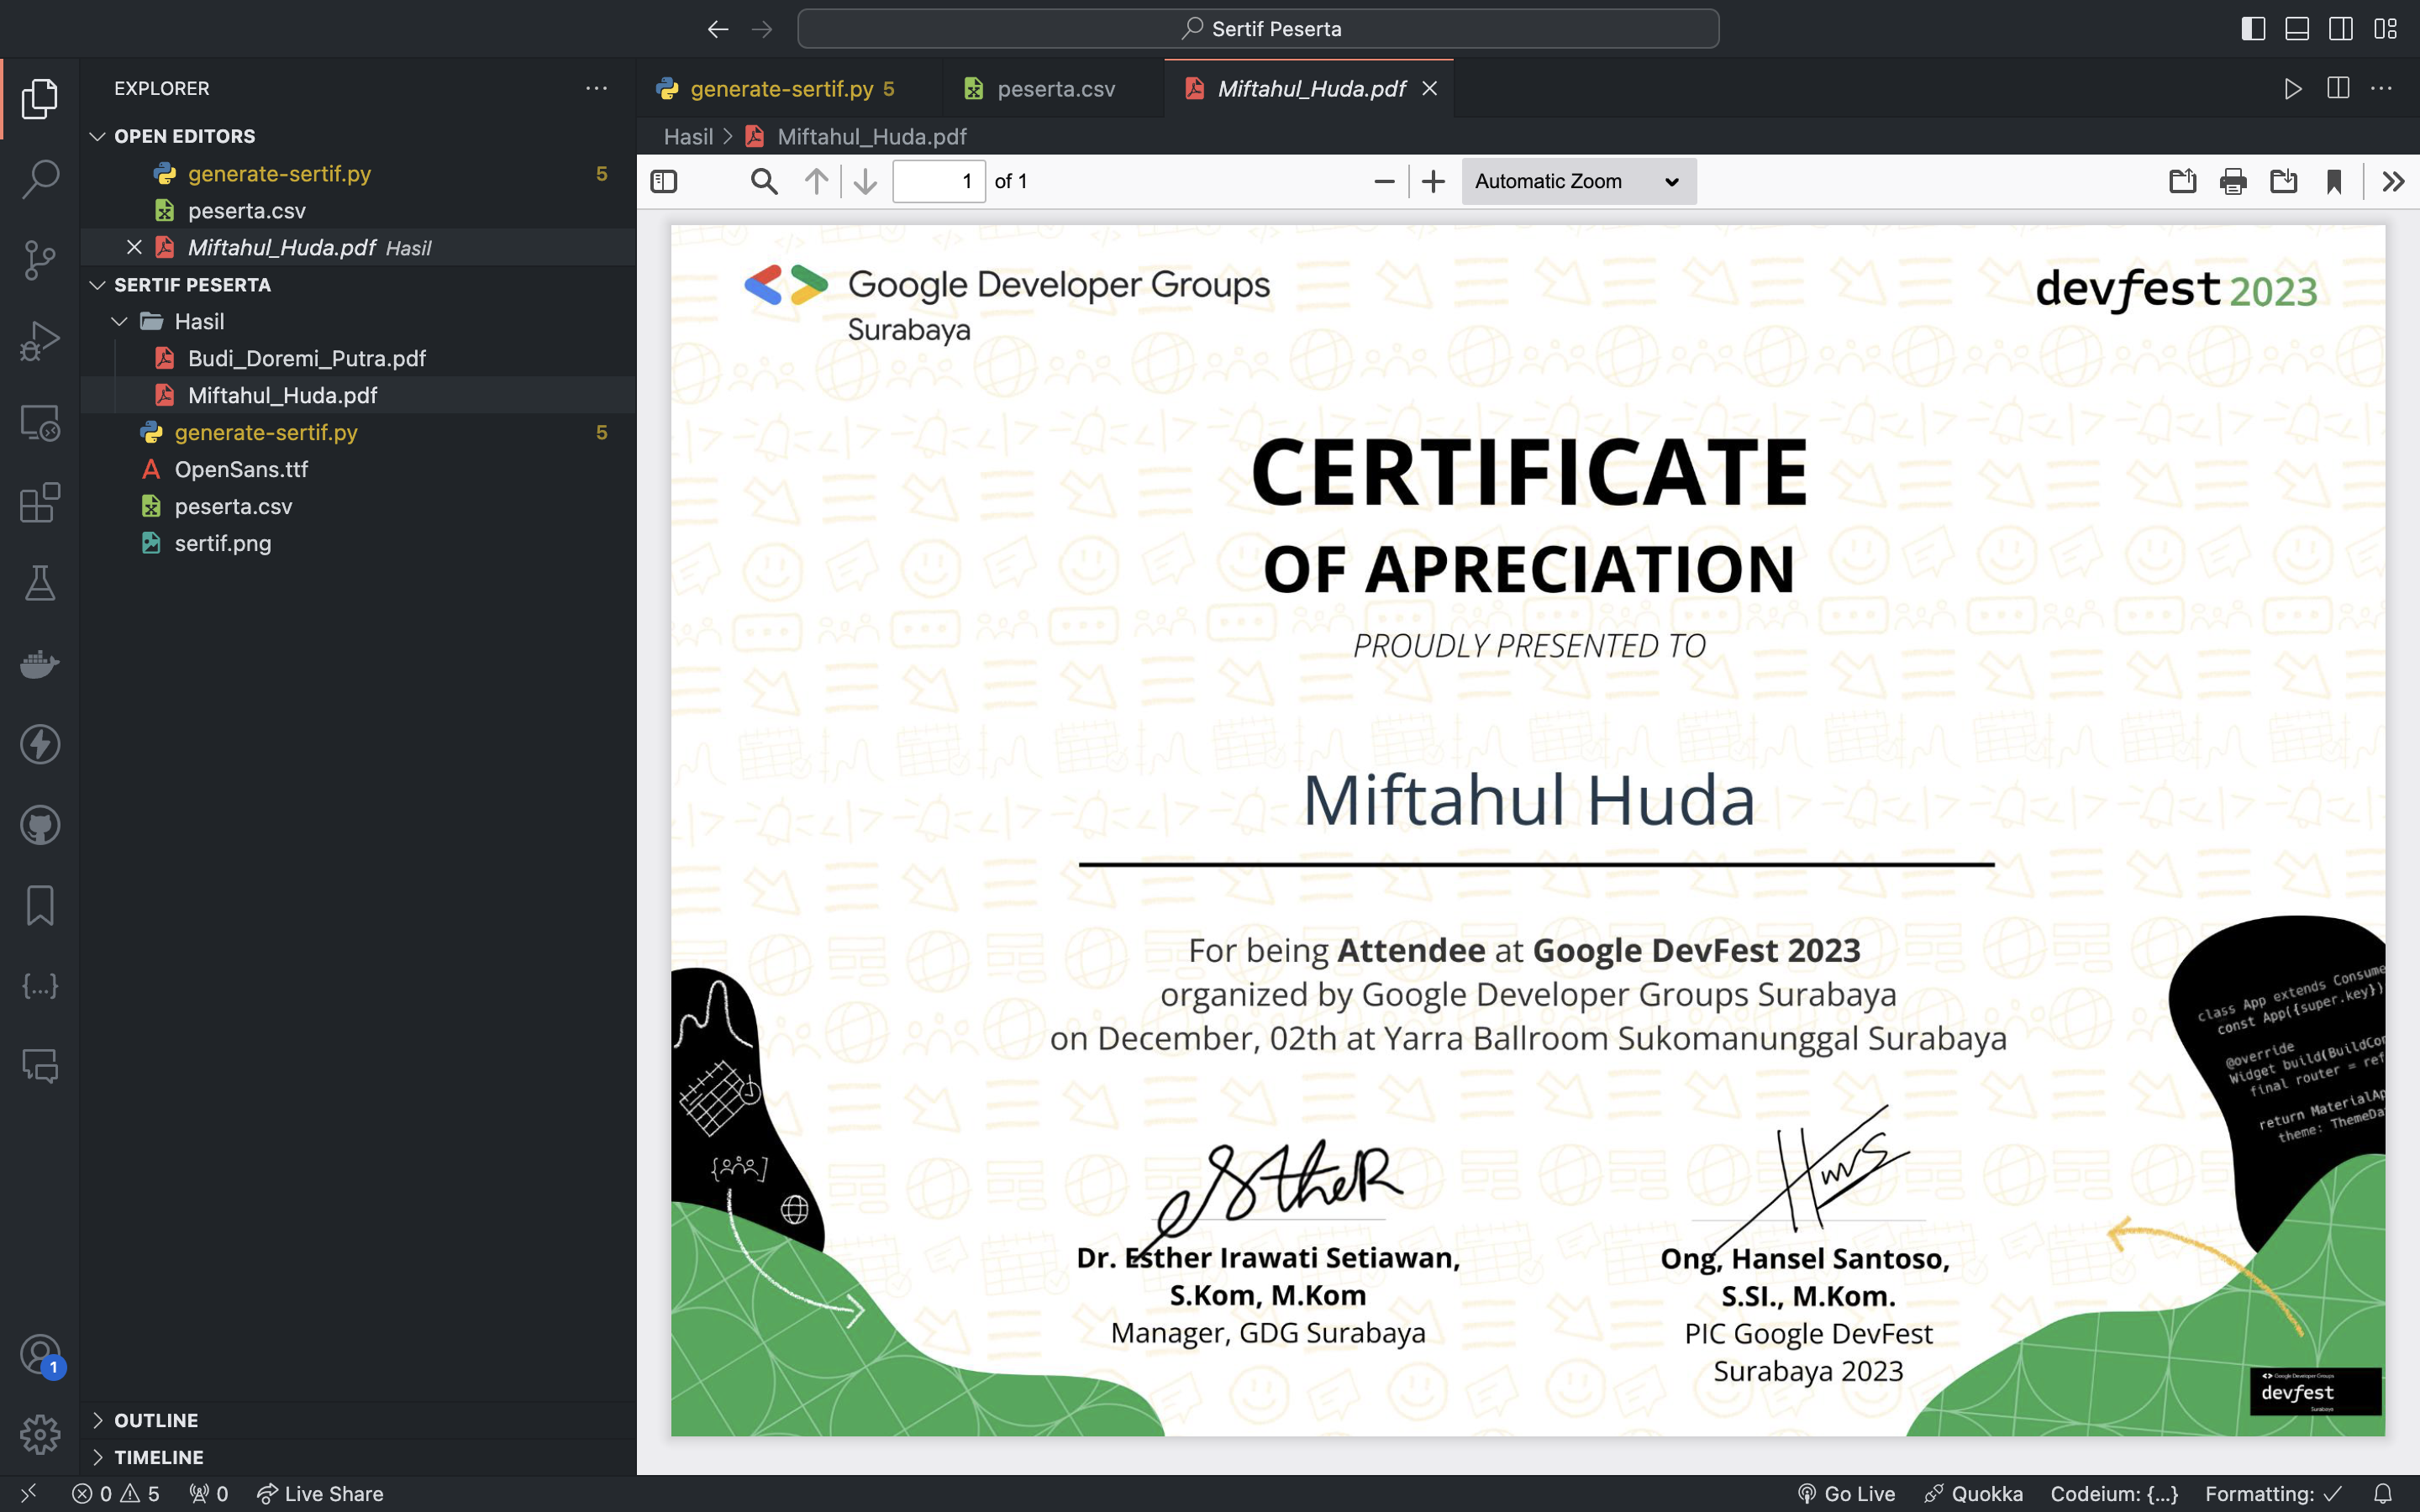 Sertif Peserta
EXPLORER
OPEN EDITORS
generate-sertif.py 5
peserta.csv
Miftahul_Huda.pdf Hasil
SERTIF PESERTA
Hasil
Budi_Doremi_Putra.pdf
Miftahul_Huda.pdf
generate-sertif.py 5
OpenSans.ttf
peserta.csv
sertif.png
OUTLINE
TIMELINE
generate-sertif.py 5
peserta.csv
Miftahul_Huda.pdf
Hasil > Miftahul_Huda.pdf
1 of 1
Automatic Zoom
Google Developer Groups
Surabaya
devfest 2023
CERTIFICATE
OF APRECIATION
PROUDLY PRESENTED TO
Miftahul Huda
For being Attendee at Google DevFest 2023
organized by Google Developer Groups Surabaya
on December, 02th at Yarra Ballroom Sukomanunggal Surabaya
class App extends Consume
const App({super.key})
@override
Widget build(BuildCon
final router = ref
return MaterialAp
theme: ThemeDa
EstheR
Dr. Esther Irawati Setiawan,
S.Kom, M.Kom
Manager, GDG Surabaya
Ong, Hansel Santoso,
S.SI., M.Kom.
PIC Google DevFest
Surabaya 2023
Google Developer Groups
devfest
Surabaya
1
0 5 0 Live Share
Go Live Quokka Codeium: {...} Formatting: ✓